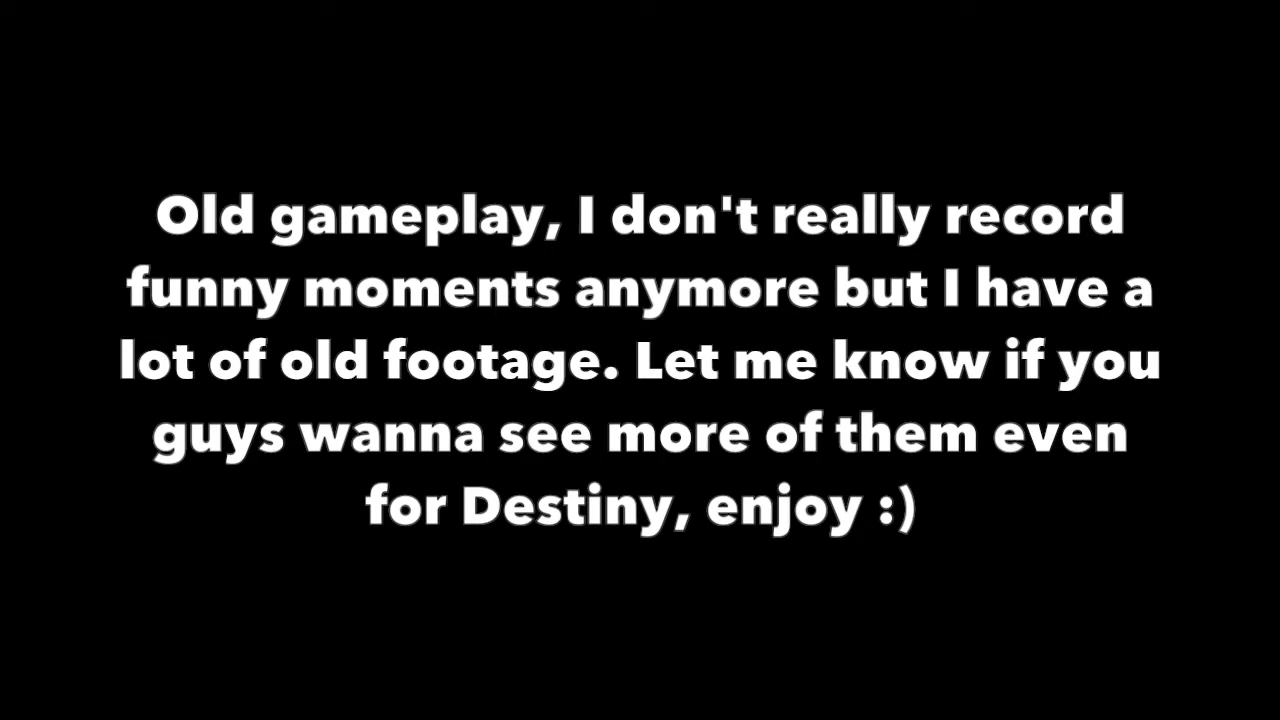 Old gameplay, I don't really record
funny moments anymore but I have a
lot of old footage. Let me know if you
guys wanna see more of them even
for Destiny, enjoy :)